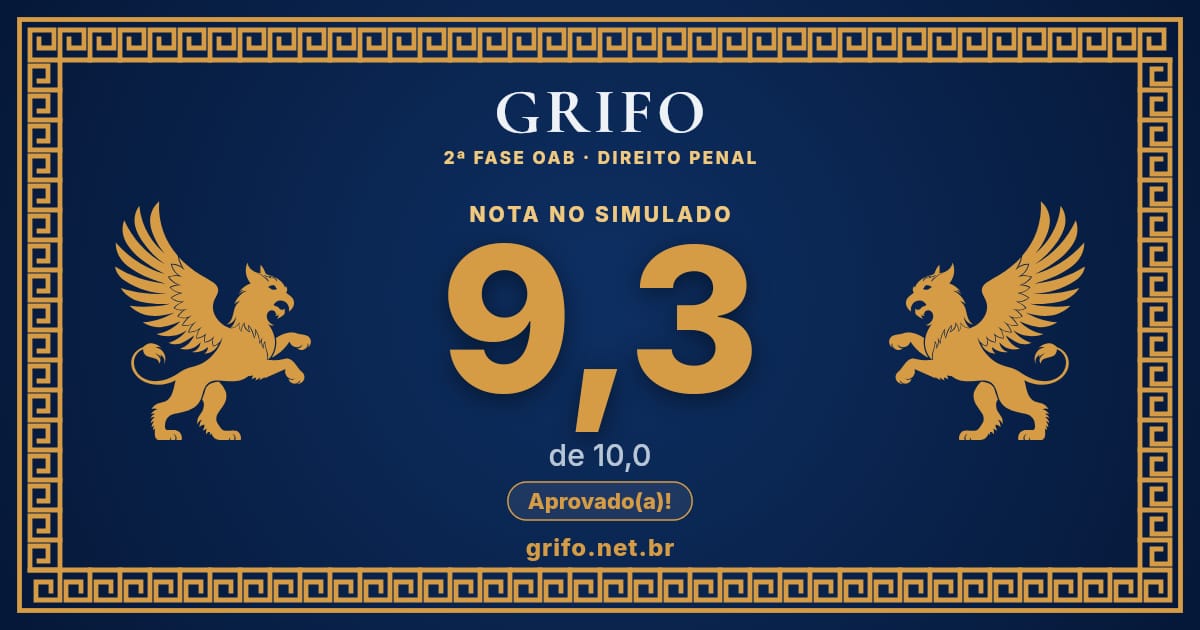 GRIFO
2ª FASE OAB · DIREITO PENAL
NOTA NO SIMULADO
9,3
de 10,0
Aprovado(a)!
grifo.net.br